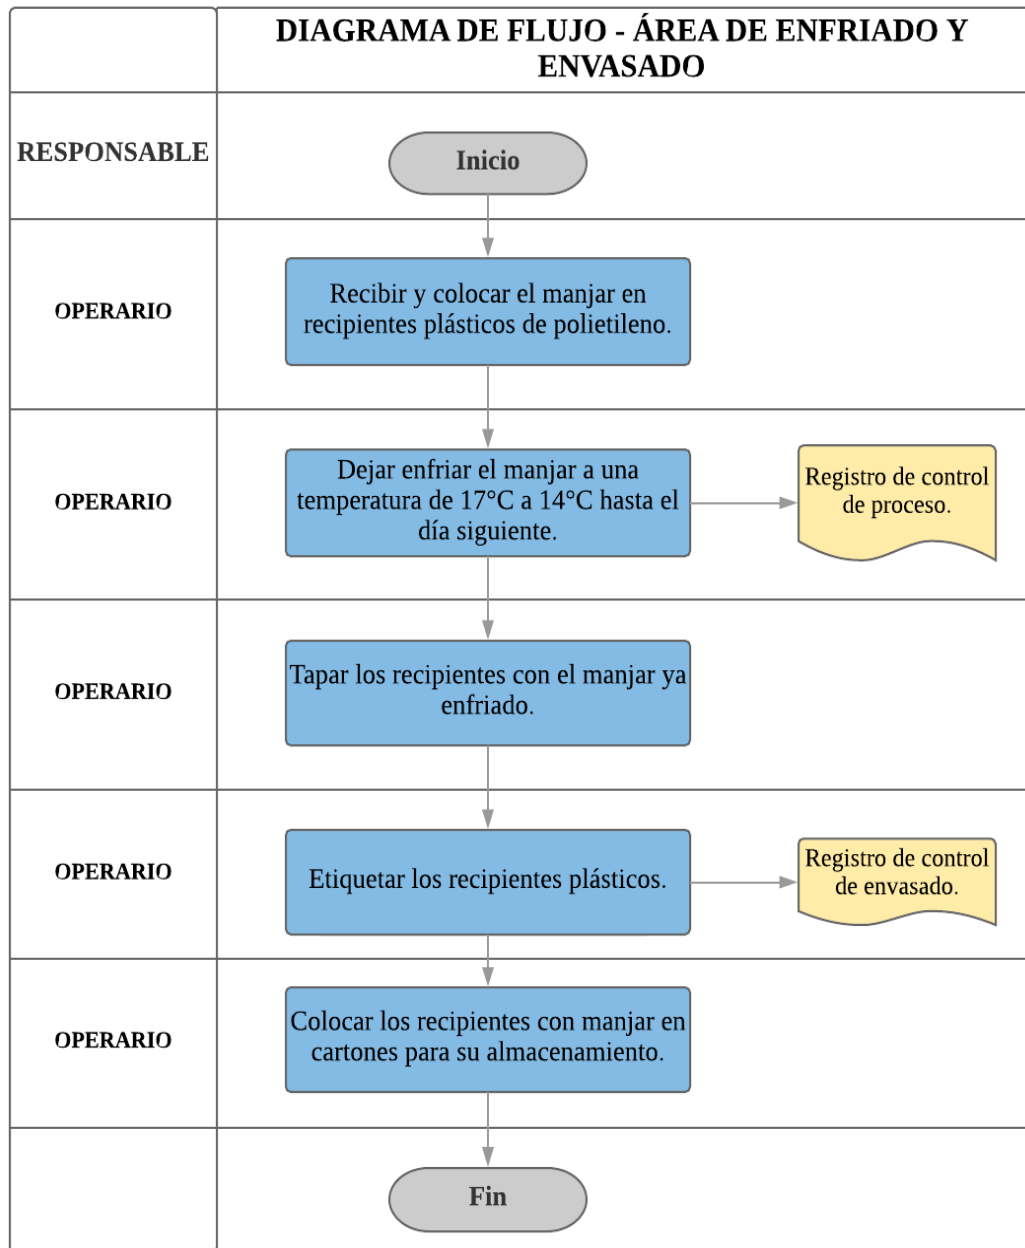 DIAGRAMA DE FLUJO - ÁREA DE ENFRIADO Y
ENVASADO
RESPONSABLE
Inicio
OPERARIO
Recibir y colocar el manjar en
recipientes plásticos de polietileno.
OPERARIO
Dejar enfriar el manjar a una
temperatura de 17°C a 14°C hasta el
día siguiente.
Registro de control
de proceso.
OPERARIO
Tapar los recipientes con el manjar ya
enfriado.
OPERARIO
Etiquetar los recipientes plásticos.
Registro de control
de envasado.
OPERARIO
Colocar los recipientes con manjar en
cartones para su almacenamiento.
Fin